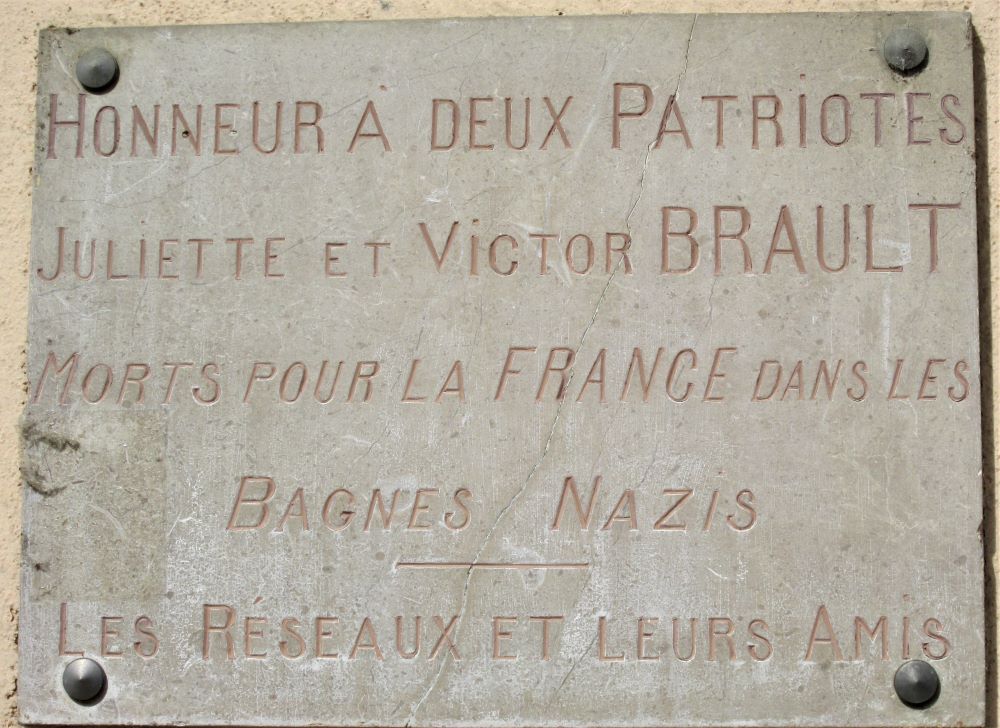 HONNEUR A DEUX PATRIOTES
JULIETTE ET VICTOR BRAULT
MORTS POUR LA FRANCE DANS LES
BAGNES NAZIS
LES RÉSEAUX ET LEURS AMIS